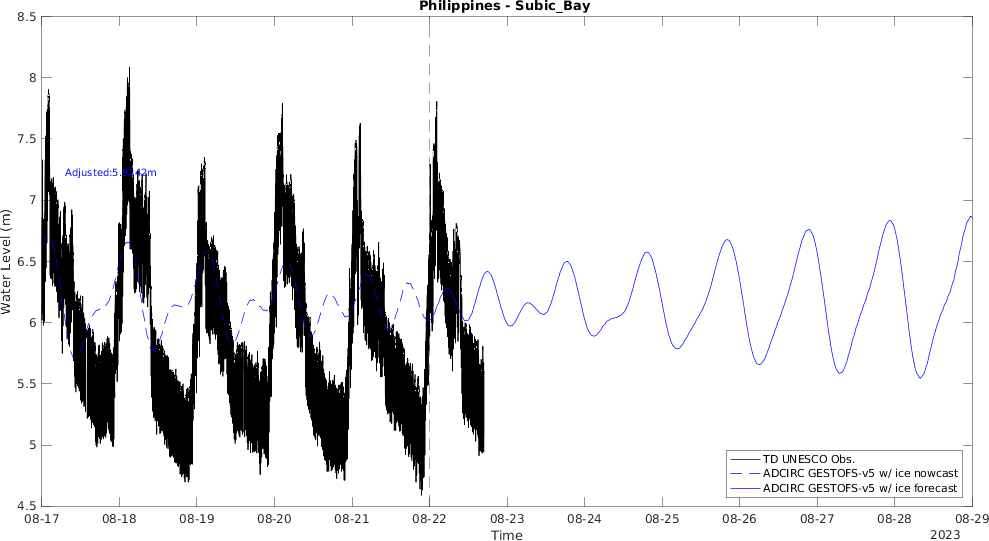 Philippines - Subic_Bay
8.5
8
7.5
7
6.5
6
5.5
5
4.5
Water Level (m)
08-17 08-18 08-19 08-20 08-21 08-22 08-23 08-24 08-25 08-26 08-27 08-28 08-29
Time
2023
TD UNESCO Obs.
ADCIRC GESTOFS-v5 w/ ice nowcast
ADCIRC GESTOFS-v5 w/ ice forecast